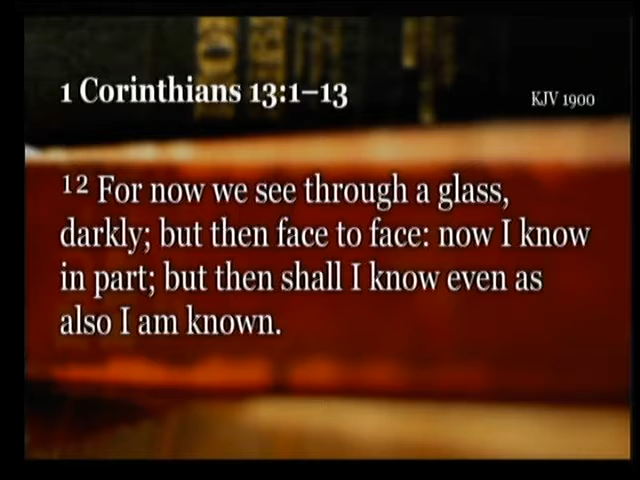 1 Corinthians 13:1–13
KJV 1900
12 For now we see through a glass,
darkly; but then face to face: now I know
in part; but then shall I know even as
also I am known.